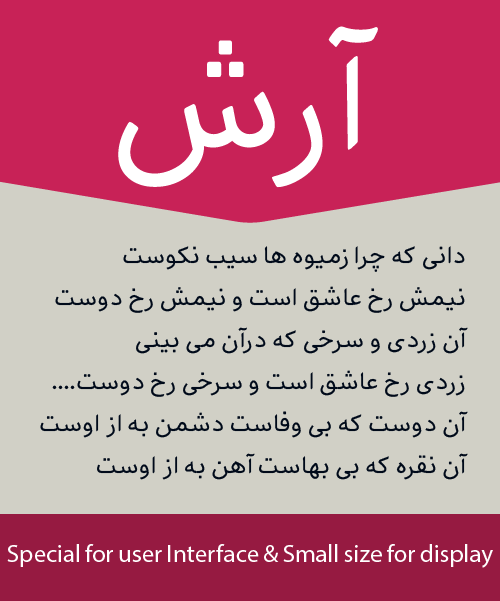 آرش
دانی که چرا زمیوه ها سیب نکوست
نیمش رخ عاشق است و نیمش رخ دوست
آن زردی و سرخی که درآن می بینی
زردی رخ عاشق است و سرخی رخ دوست....
آن دوست که بی وفاست دشمن به از اوست
آن نقره که بی بهاست آهن به از اوست
Special for user Interface & Small size for display